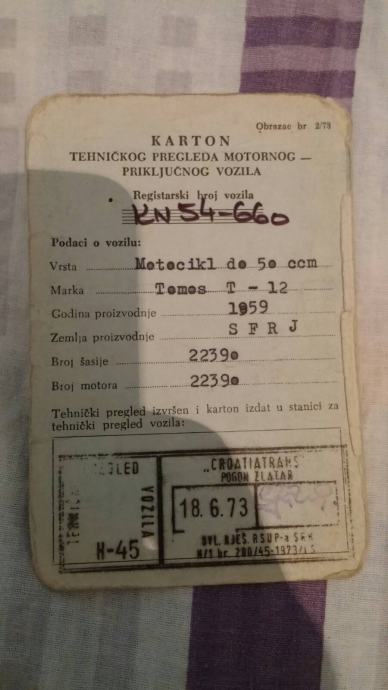 Obrazac br. 2/73
KARTON
TEHNIČKOG PREGLEDA MOTORNOG —
PRIKLJUČNOG VOZILA
Registarski broj vozila
KN 54-660
Podaci o vozilu:
Vrsta Motocikl do 50 ccm
Marka Tomos T - 12
Godina proizvodnje 1959
Zemlja proizvodnje S F R J
Broj šasije 22390
Broj motora 22390
Tehnički pregled izvršen i karton izdat u stanici za
tehnički pregled vozila:
VOZILA
H-45
„CROATIATRANS"
POGON ZLATAR
18.6.73
OVL. RJEŠ. RSUP-a SRH